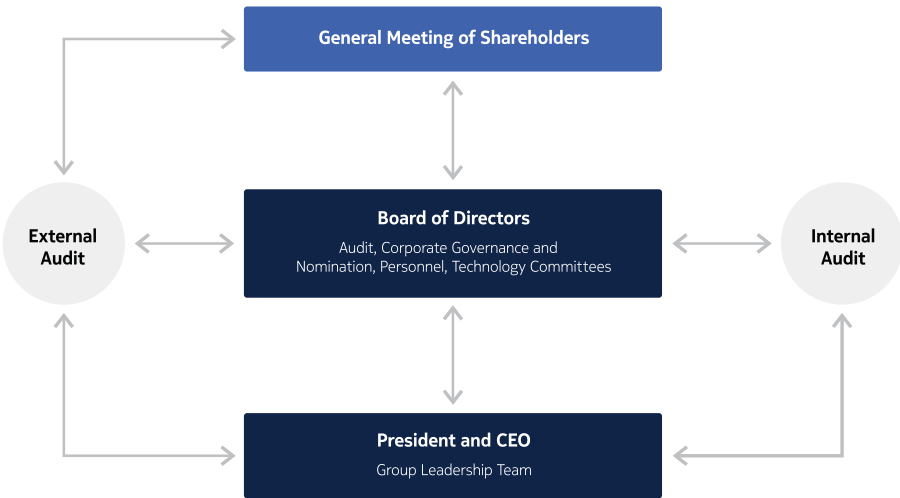 General Meeting of Shareholders
External
Audit
Board of Directors
Audit, Corporate Governance and
Nomination, Personnel, Technology Committees
Internal
Audit
President and CEO
Group Leadership Team